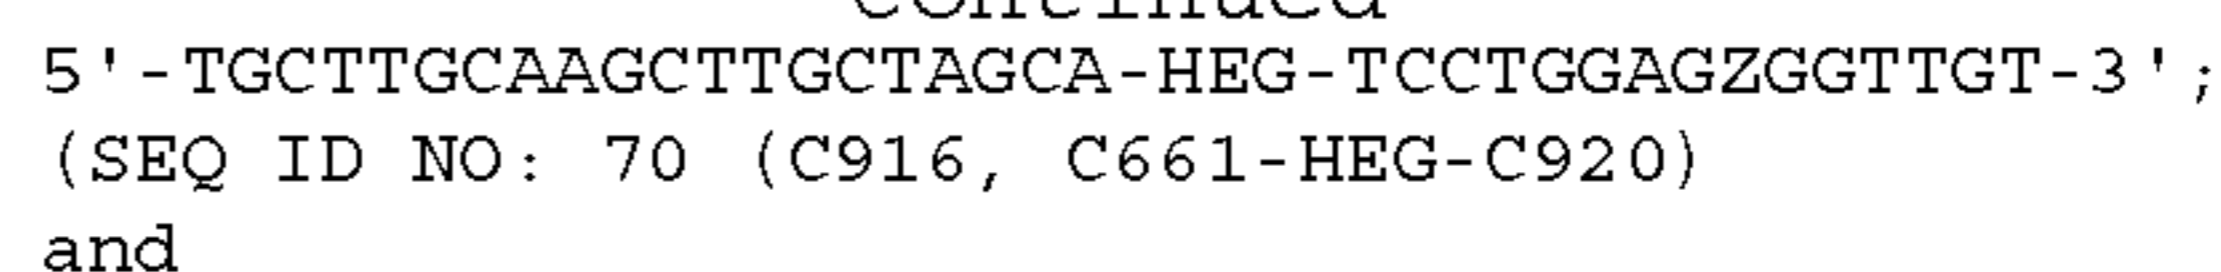 5'-TGCTTGCAAGCTTGCTAGCA-HEG-TCCTGGAGZGGTTGT-3';
(SEQ ID NO: 70 (C916, C661-HEG-C920)
and